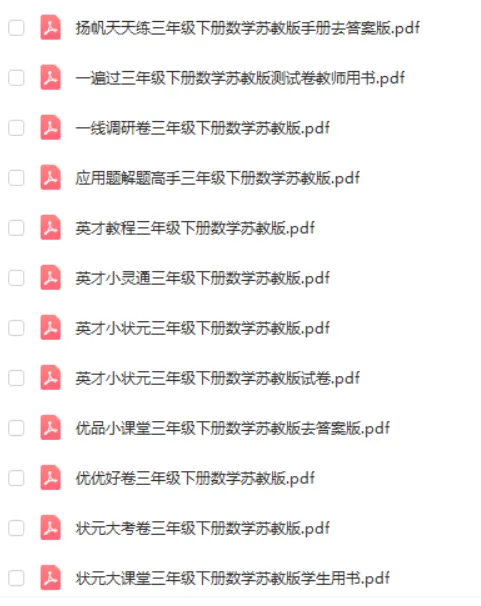 扬帆天天练三年级下册数学苏教版手册去答案版.pdf
一遍过三年级下册数学苏教版测试卷教师用书.pdf
一线调研卷三年级下册数学苏教版.pdf
应用题解题高手三年级下册数学苏教版.pdf
英才教程三年级下册数学苏教版.pdf
英才小灵通三年级下册数学苏教版.pdf
英才小状元三年级下册数学苏教版.pdf
英才小状元三年级下册数学苏教版试卷.pdf
优品小课堂三年级下册数学苏教版去答案版.pdf
优优好卷三年级下册数学苏教版.pdf
状元大考卷三年级下册数学苏教版.pdf
状元大课堂三年级下册数学苏教版学生用书.pdf